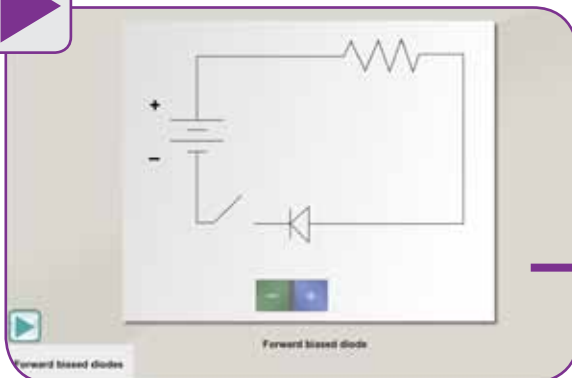 +
−
− +
Forward biased diode
Forward biased diodes